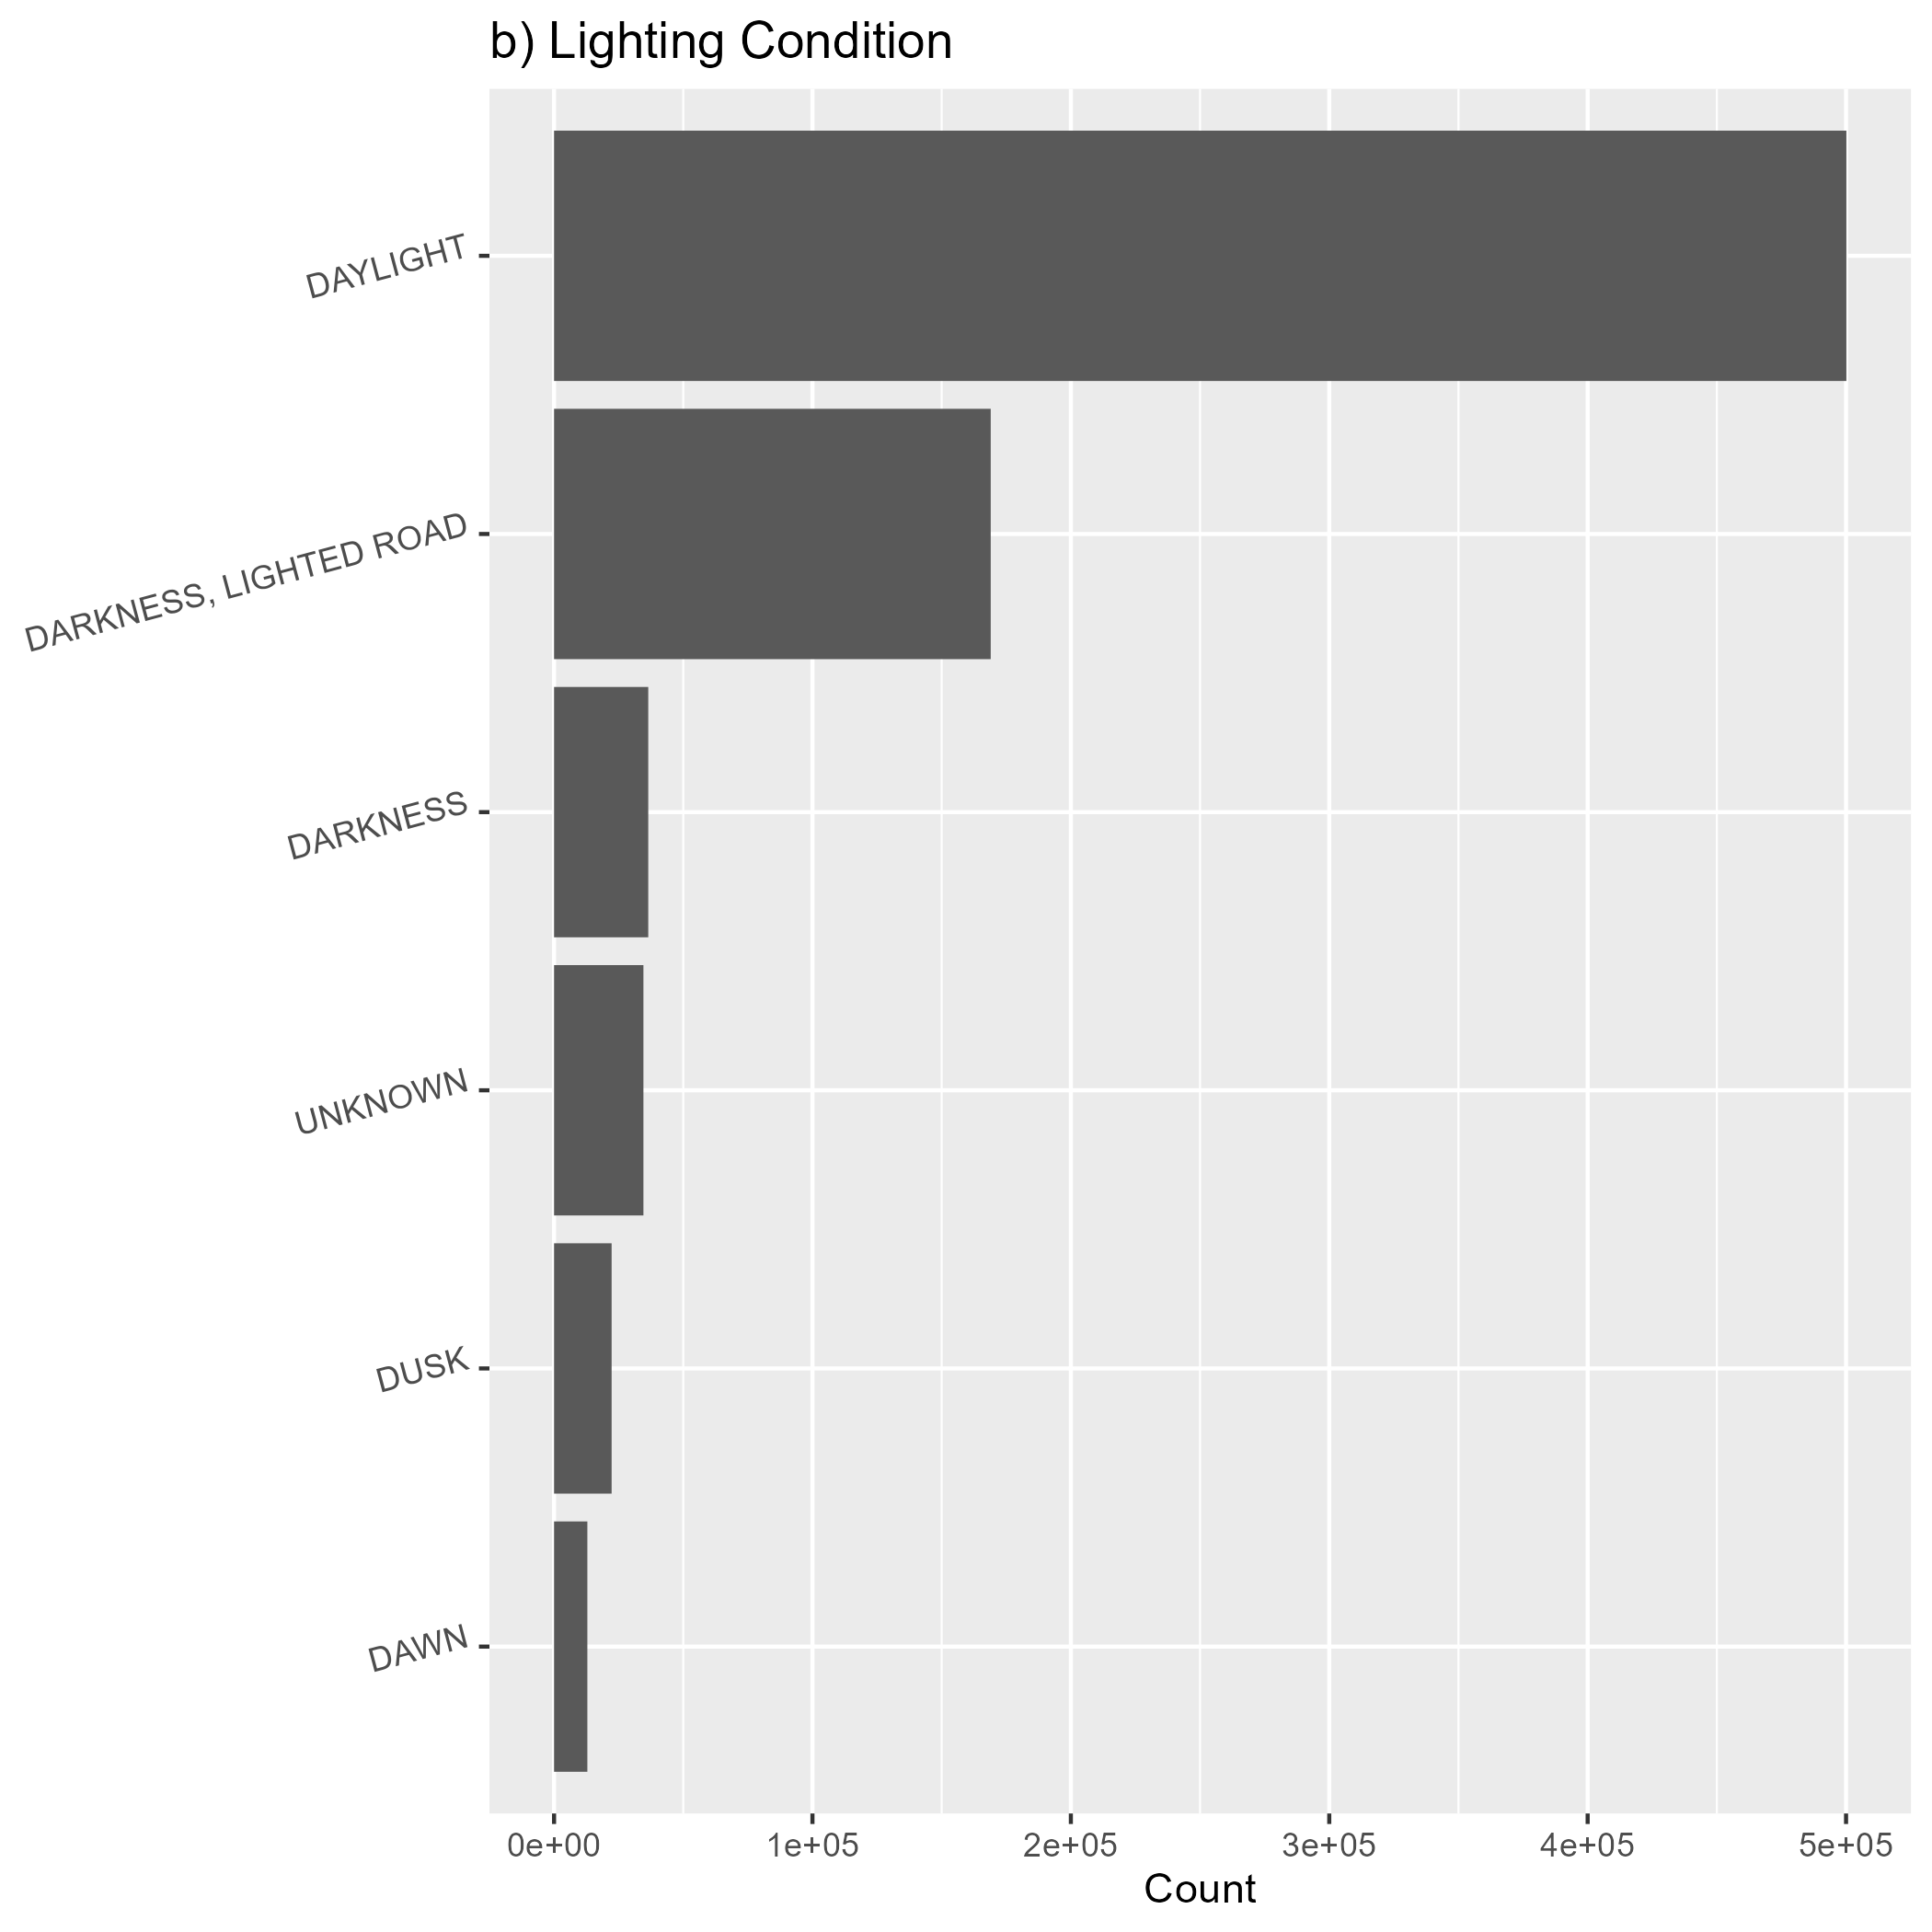 b) Lighting Condition
DAYLIGHT
DARKNESS, LIGHTED ROAD
DARKNESS
UNKNOWN
DUSK
DAWN
0e+00 1e+05 2e+05 3e+05 4e+05 5e+05
Count